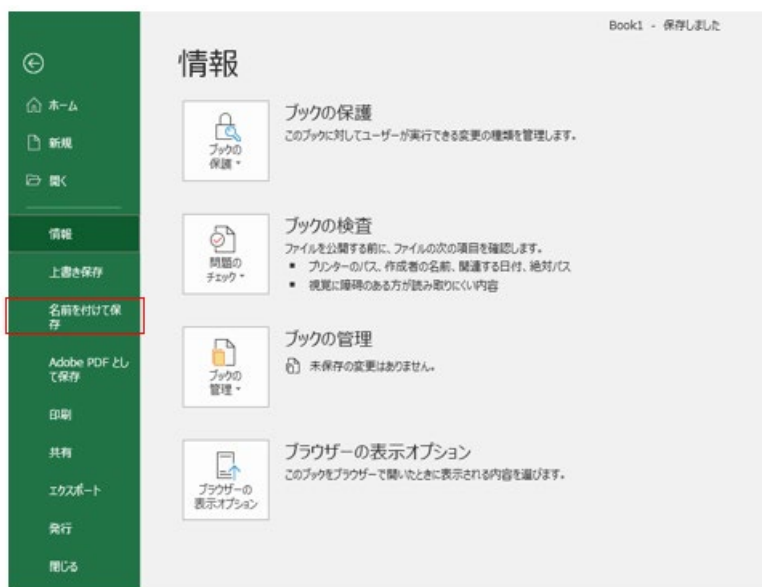 Book1 - 保存しました
情報
ホーム
新規
開く
情報
上書き保存
名前を付けて保
存
Adobe PDF とし
て保存
印刷
共有
エクスポート
発行
閉じる
ブックの
保護
ブックの保護
このブックに対してユーザーが実行できる変更の種類を管理します。
問題の
チェック
ブックの検査
ファイルを公開する前に、ファイルの次の項目を確認します。
▪ プリンターのパス、作成者の名前、関連する日付、絶対パス
▪ 視覚に障碍のある方が読み取りにくい内容
ブックの
管理
ブックの管理
未保存の変更はありません。
ブラウザーの
表示オプション
ブラウザーの表示オプション
このブックをブラウザーで開いたときに表示される内容を選びます。